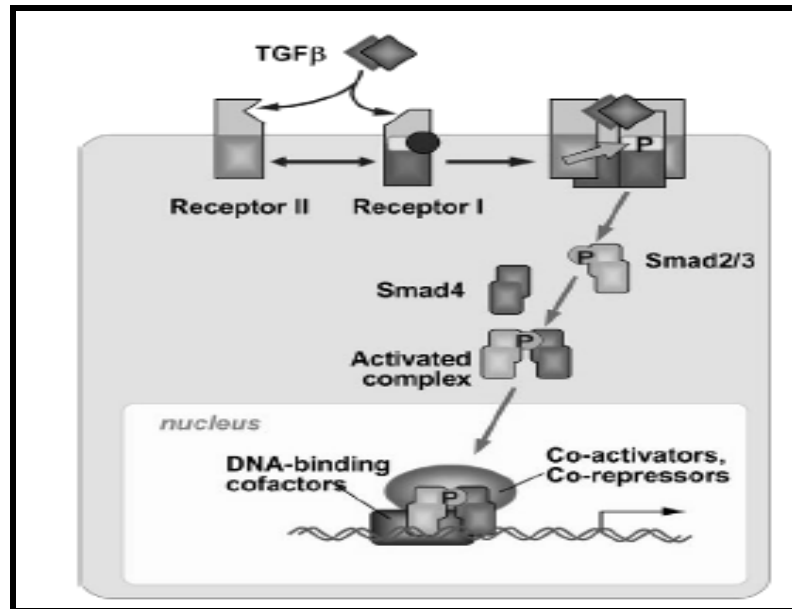 TGFβ
Receptor II
Receptor I
P
P
Smad2/3
Smad4
P
Activated
complex
nucleus
DNA-binding
cofactors
Co-activators,
Co-repressors
P